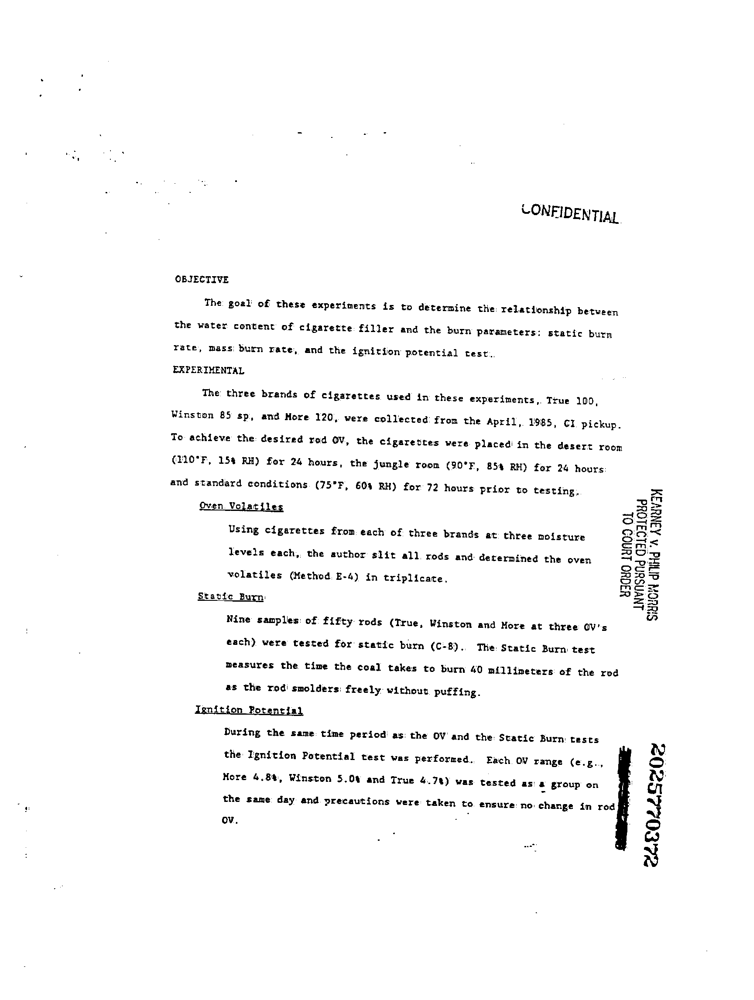 CONFIDENTIAL
OBJECTIVE
The goal of these experiments is to determine the relationship between
the water content of cigarette filler and the burn parameters: static burn
rate, mass burn rate, and the ignition potential test.
EXPERIMENTAL
The three brands of cigarettes used in these experiments, True 100,
Winston 85 sp, and More 120, were collected from the April, 1985, CI pickup.
To achieve the desired rod OV, the cigarettes were placed in the desert room
(110°F, 15% RH) for 24 hours, the jungle room (90°F, 85% RH) for 24 hours
and standard conditions (75°F, 60% RH) for 72 hours prior to testing.
Oven Volatiles
Using cigarettes from each of three brands at three moisture
levels each, the author slit all rods and determined the oven
volatiles (Method E-4) in triplicate.
Static Burn
Nine samples of fifty rods (True, Winston and More at three OV's
each) were tested for static burn (C-8). The Static Burn test
measures the time the coal takes to burn 40 millimeters of the rod
as the rod smolders freely without puffing.
Ignition Potential
During the same time period as the OV and the Static Burn tests
the Ignition Potential test was performed. Each OV range (e.g.,
More 4.8%, Winston 5.0% and True 4.7%) was tested as a group on
the same day and precautions were taken to ensure no change in rod
OV.
KEARNEY v. PHILIP MORRIS
PROTECTED PURSUANT
TO COURT ORDER
2025770372